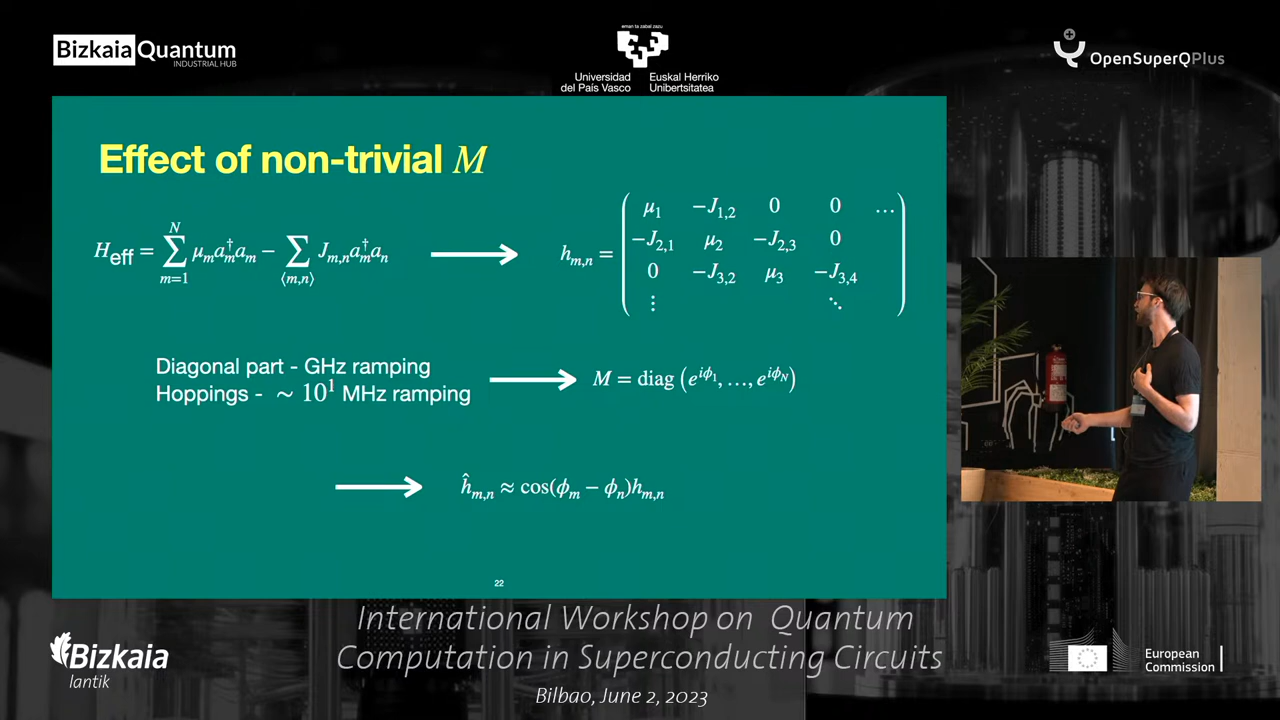 eman ta zabal zazu
Bizkaia Quantum
INDUSTRIAL HUB
Universidad
del País Vasco
Euskal Herriko
Unibertsitatea
OpenSuperQPlus
Effect of non-trivial M
H_eff = ∑_{m=1}^{N} μ_m a_m^† a_m − ∑_{⟨m,n⟩} J_{m,n} a_m^† a_n ⟶ h_{m,n} =
μ_1 −J_{1,2} 0 0 …
−J_{2,1} μ_2 −J_{2,3} 0
0 −J_{3,2} μ_3 −J_{3,4}
⋮ ⋱
Diagonal part - GHz ramping
Hoppings - ∼ 10^1 MHz ramping
⟶ M = diag (e^{iϕ_1}, …, e^{iϕ_N})
⟶ ĥ_{m,n} ≈ cos(ϕ_m − ϕ_n)h_{m,n}
22
International Workshop on Quantum
Computation in Superconducting Circuits
Bilbao, June 2, 2023
Bizkaia
lantik
European
Commission